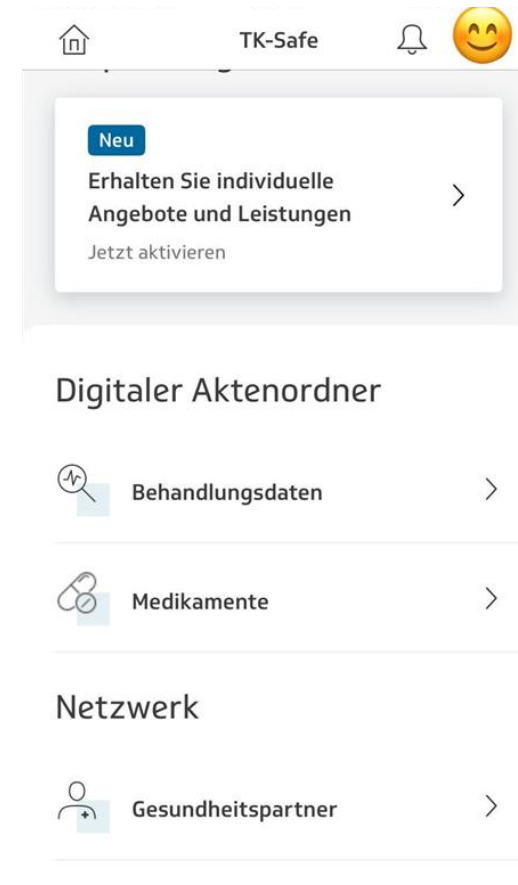 TK-Safe
Neu
Erhalten Sie individuelle
Angebote und Leistungen
Jetzt aktivieren
Digitaler Aktenordner
Behandlungsdaten
Medikamente
Netzwerk
Gesundheitspartner